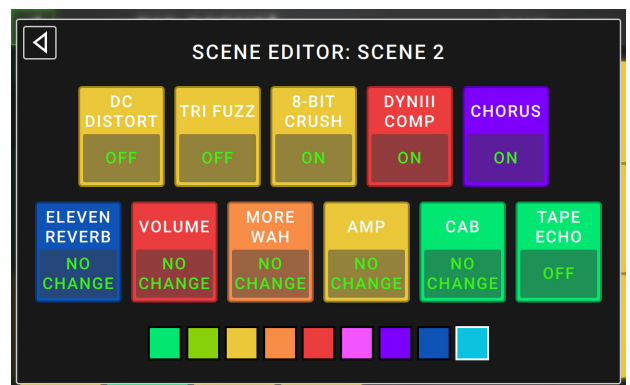 SCENE EDITOR: SCENE 2
DC
DISTORT
OFF
TRI FUZZ
OFF
8-BIT
CRUSH
ON
DYNIII
COMP
ON
CHORUS
ON
ELEVEN
REVERB
NO
CHANGE
VOLUME
NO
CHANGE
MORE
WAH
NO
CHANGE
AMP
NO
CHANGE
CAB
NO
CHANGE
TAPE
ECHO
OFF